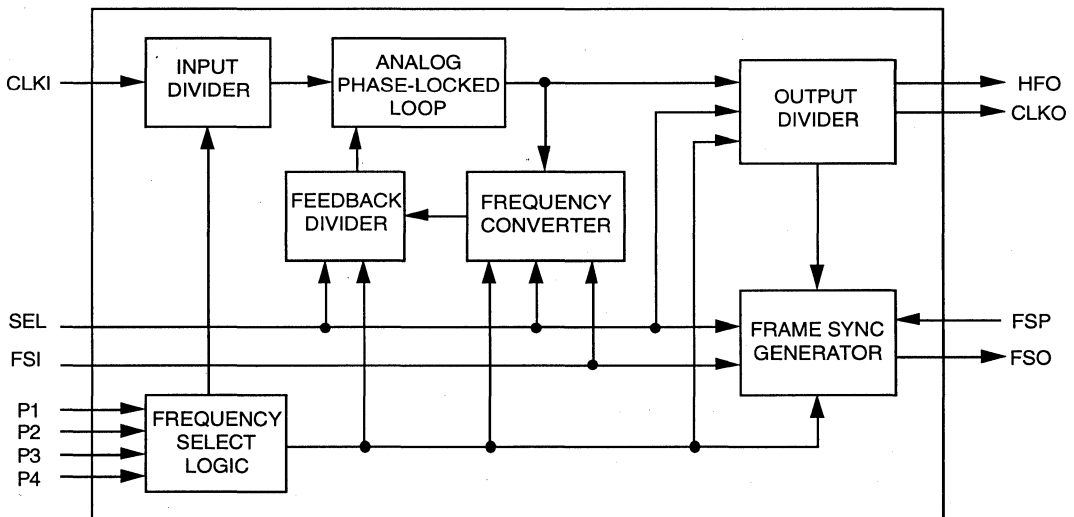 CLKI
INPUT
DIVIDER
ANALOG
PHASE-LOCKED
LOOP
OUTPUT
DIVIDER
HFO
CLKO
FEEDBACK
DIVIDER
FREQUENCY
CONVERTER
SEL
FSI
FRAME SYNC
GENERATOR
FSP
FSO
P1
P2
P3
P4
FREQUENCY
SELECT
LOGIC